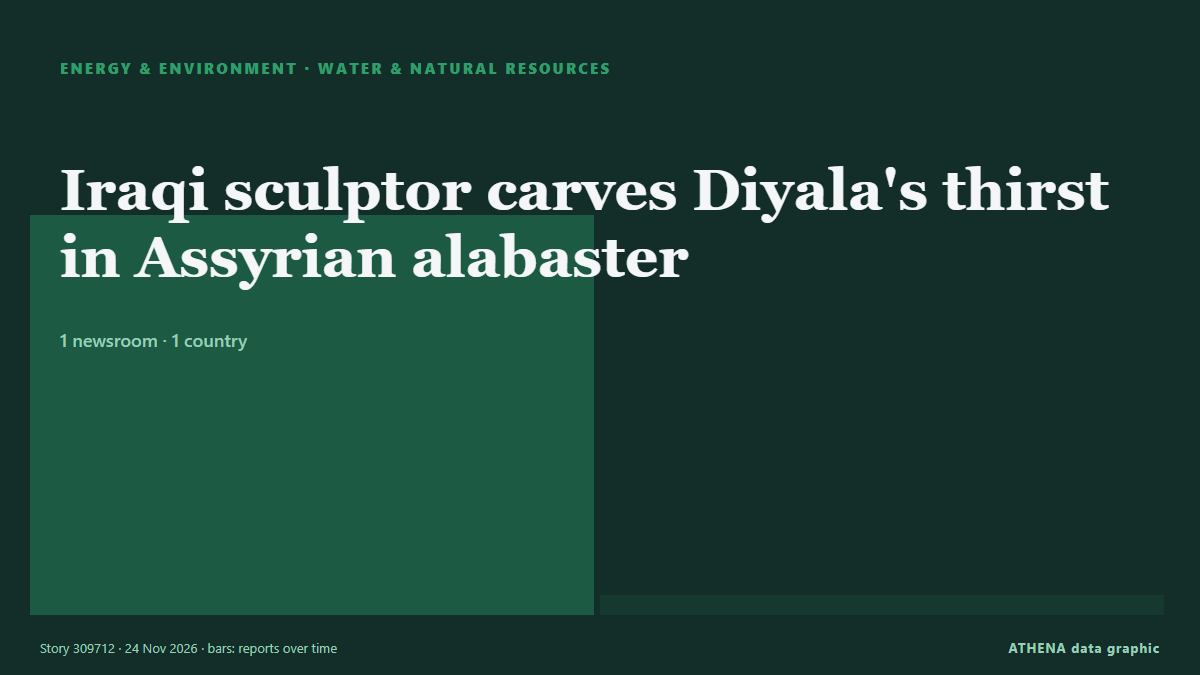 ENERGY & ENVIRONMENT · WATER & NATURAL RESOURCES
Iraqi sculptor carves Diyala's thirst
in Assyrian alabaster
1 newsroom · 1 country
Story 309712 · 24 Nov 2026 · bars: reports over time
ATHENA data graphic